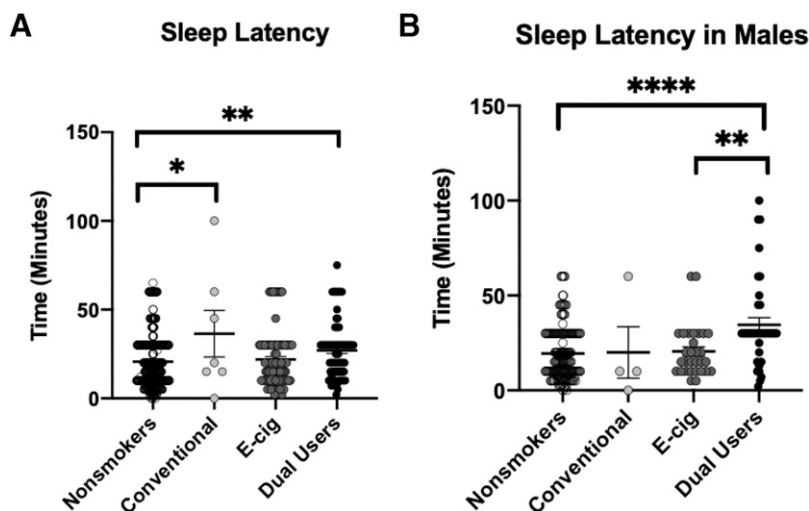 A
Sleep Latency
**
*
150
100
50
0
Time (Minutes)
Nonsmokers
Conventional
E-cig
Dual Users
B
Sleep Latency in Males
****
**
150
100
50
0
Time (Minutes)
Nonsmokers
Conventional
E-cig
Dual Users